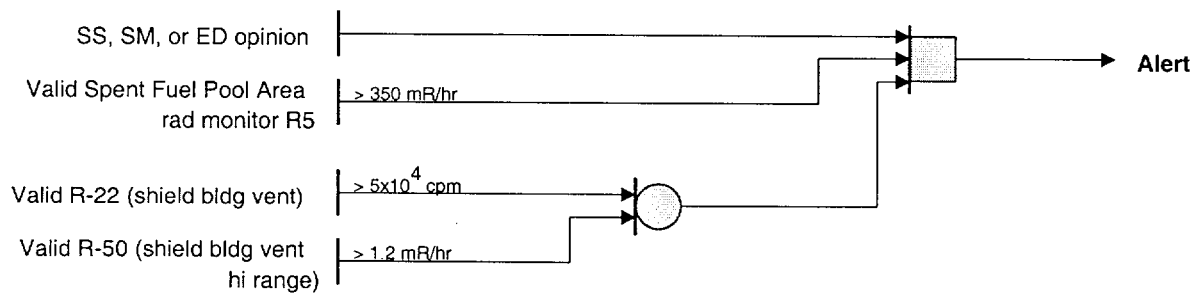 SS, SM, or ED opinion
Alert
Valid Spent Fuel Pool Area
rad monitor R5
> 350 mR/hr
Valid R-22 (shield bldg vent)
> 5x10^4 cpm
Valid R-50 (shield bldg vent
hi range)
> 1.2 mR/hr